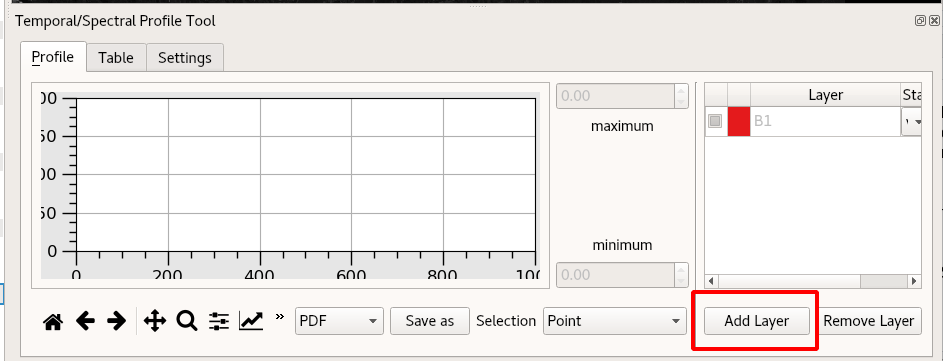 Temporal/Spectral Profile Tool
Profile Table Settings
00
50
00
50
0
0 200 400 600 800 100
0.00
maximum
minimum
0.00
Layer Sta
B1
PDF Save as Selection Point Add Layer Remove Layer